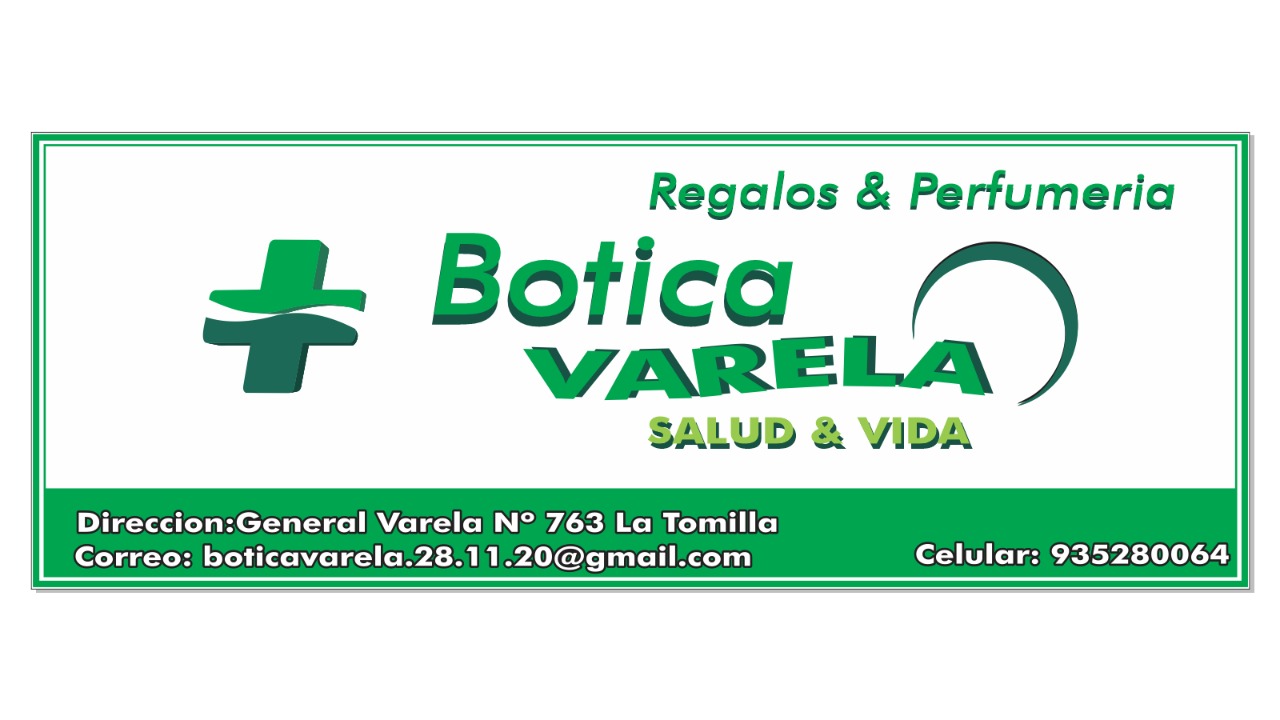 Regalos & Perfumeria
Botica
VARELA
SALUD & VIDA
Direccion:General Varela Nº 763 La Tomilla
Correo: boticavarela.28.11.20@gmail.com
Celular: 935280064